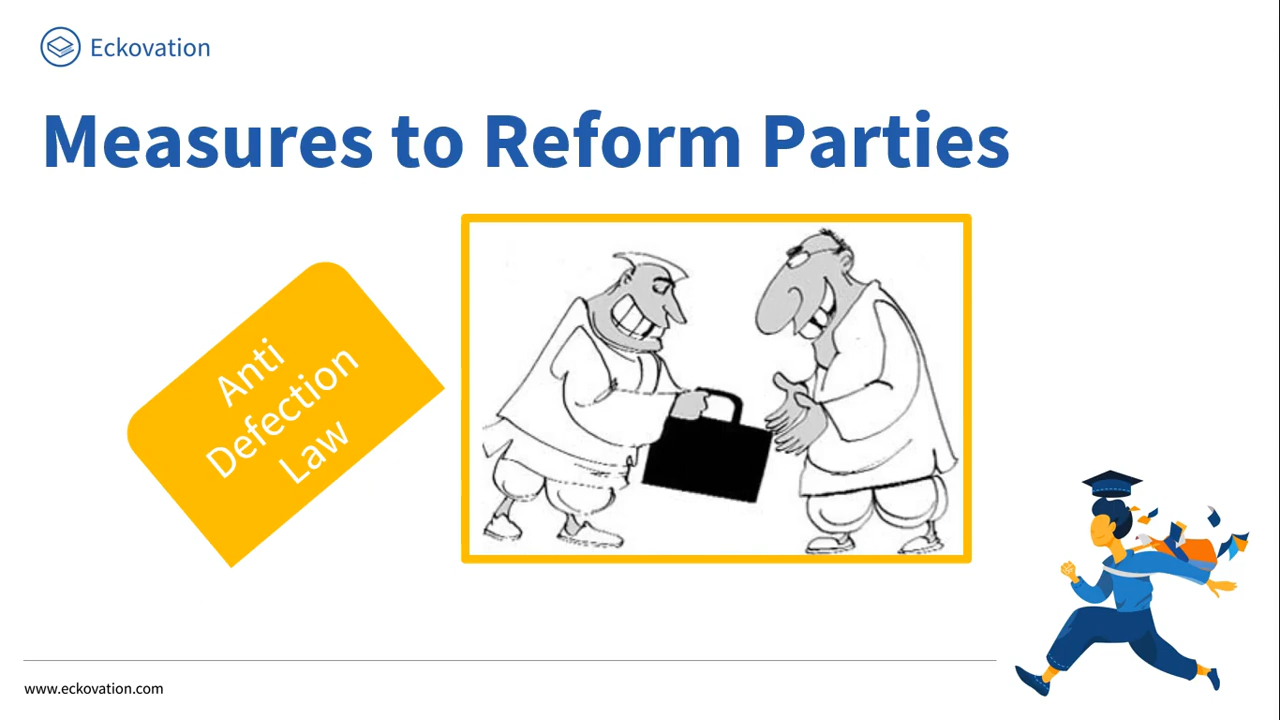 Eckovation
Measures to Reform Parties
Anti
Defection
Law
www.eckovation.com